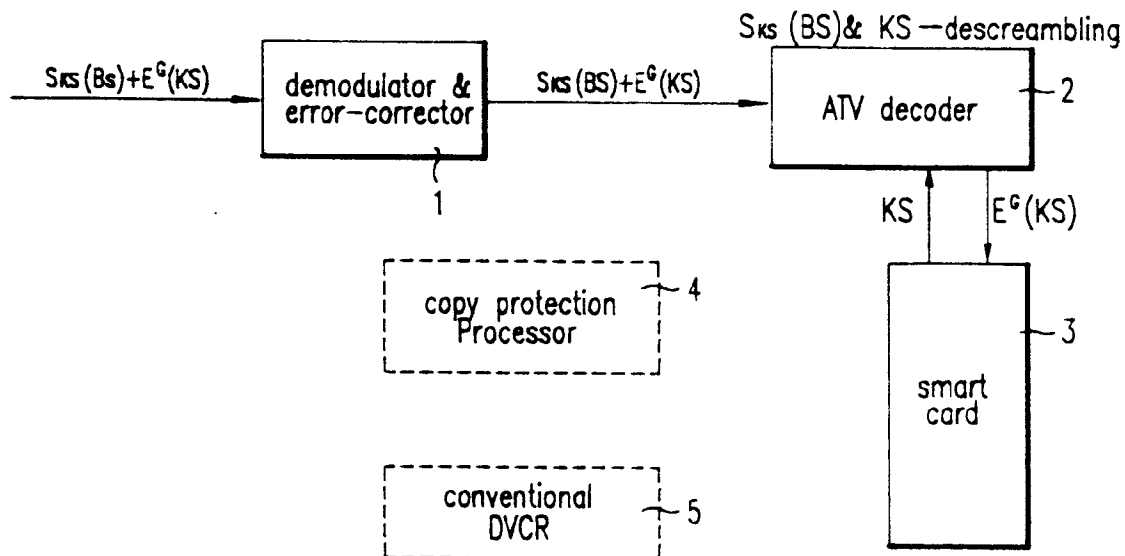 SKS (BS)& KS—descreambling
SKS(BS)+E^G(KS)
demodulator &
error-corrector
1
SKS(BS)+E^G(KS)
ATV decoder
2
KS
E^G(KS)
copy protection
Processor
4
smart
card
3
conventional
DVCR
5